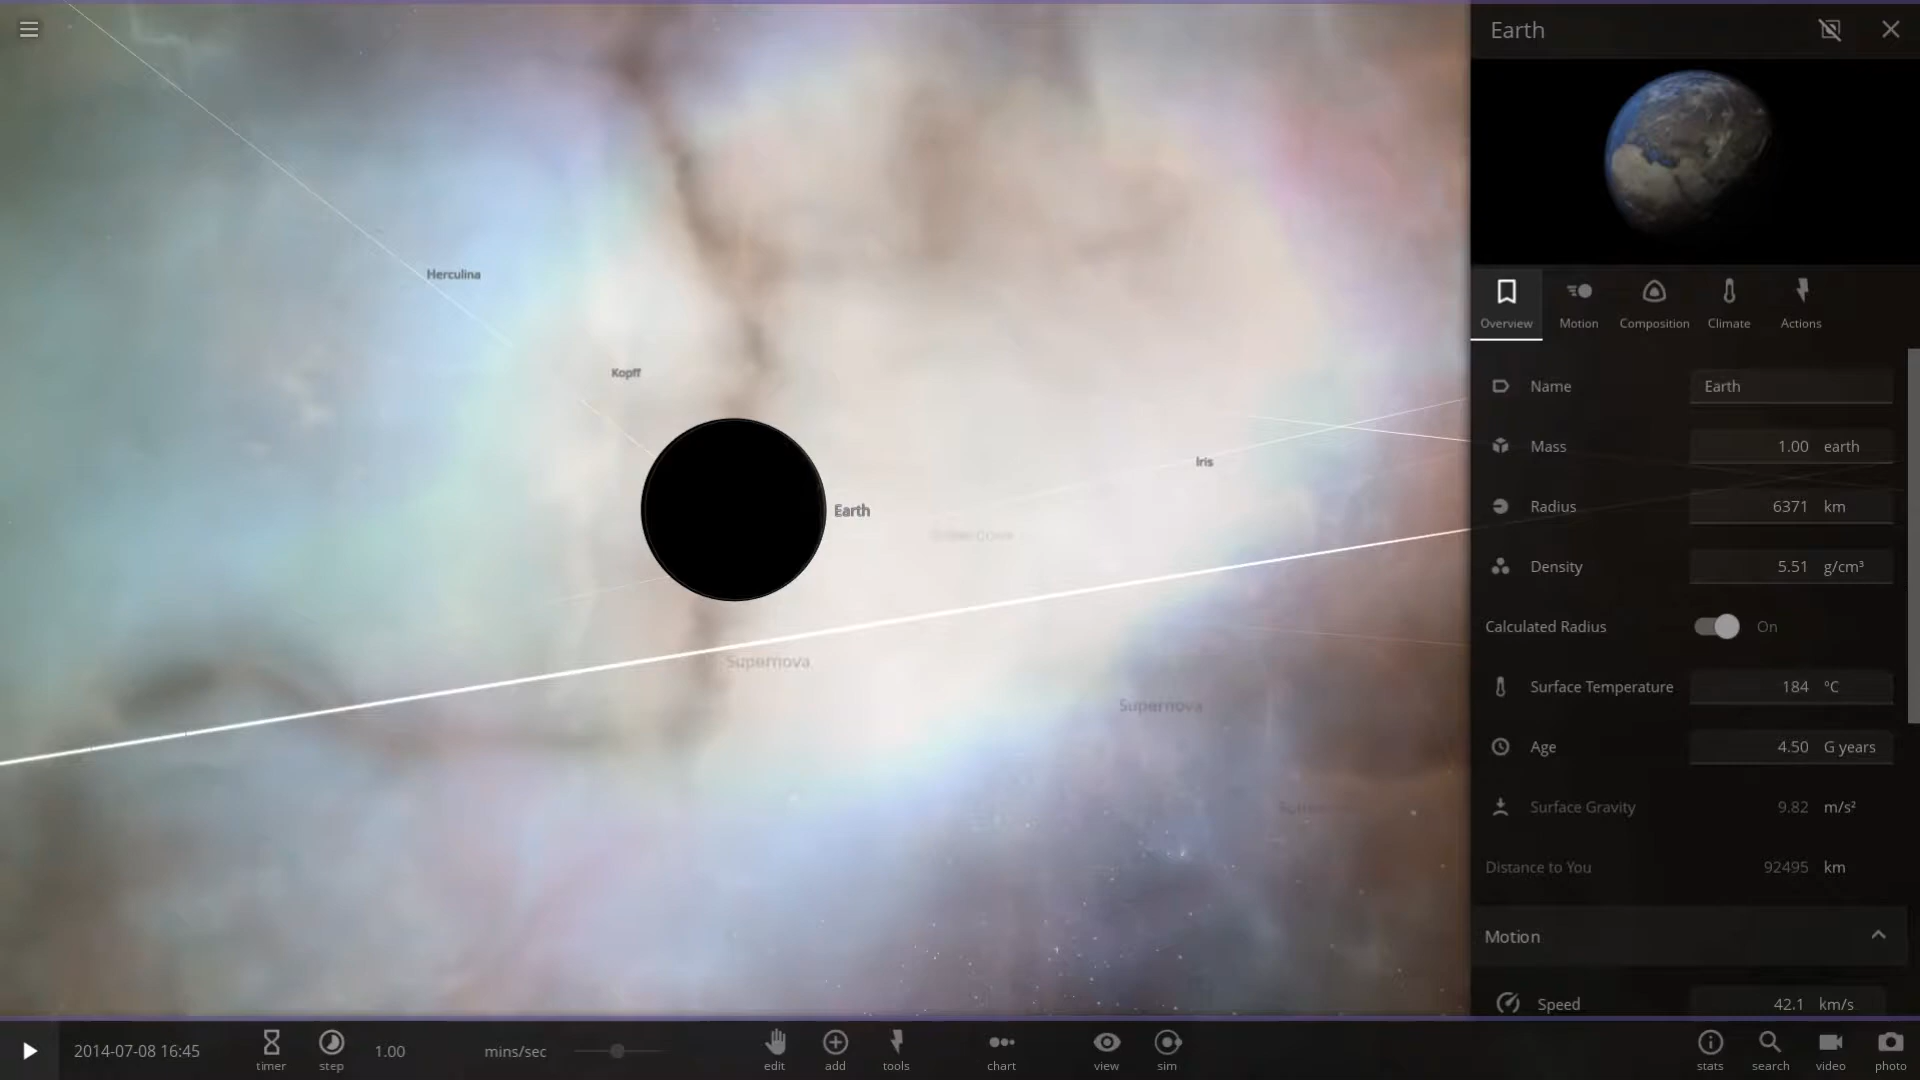 Earth
Overview
Motion
Composition
Climate
Actions
Name
Earth
Mass
1.00 earth
Radius
6371 km
Density
5.51 g/cm³
Calculated Radius
On
Surface Temperature
184 °C
Age
4.50 G years
Surface Gravity
9.82 m/s²
Distance to You
92495 km
Motion
Speed
42.1 km/s
Herculina
Kopff
Iris
Earth
Supernova
Supernova
2014-07-08 16:45
timer
step
1.00
mins/sec
edit
add
tools
chart
view
sim
stats
search
video
photo